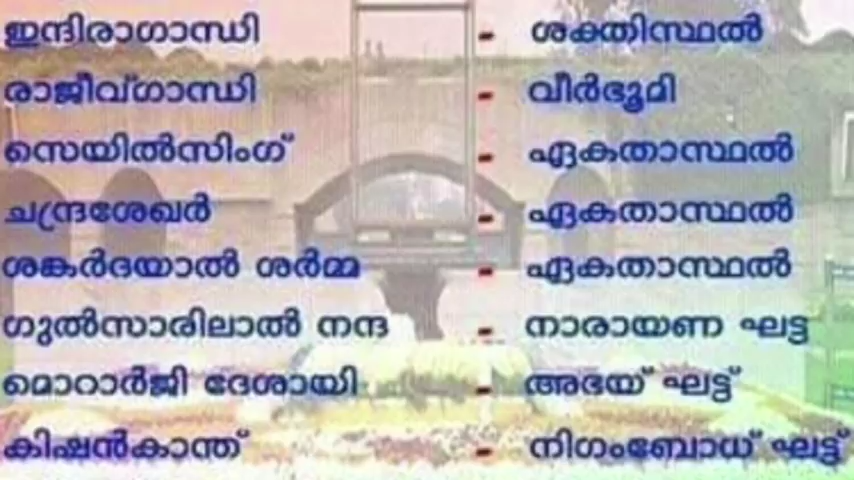 ഇന്ദിരാഗാന്ധി - ശക്തിസ്ഥൽ
രാജീവ്ഗാന്ധി - വീർഭൂമി
സെയിൽസിംഗ് - ഏകതാസ്ഥൽ
ചന്ദ്രശേഖർ - ഏകതാസ്ഥൽ
ശങ്കർദയാൽ ശർമ്മ - ഏകതാസ്ഥൽ
ഗുൽസാരിലാൽ നന്ദ - നാരായണ ഘട്ട
മൊറാർജി ദേശായി - അഭയ് ഘട്ട്
കിഷൻകാന്ത് - നിഗംബോധ് ഘട്ട്